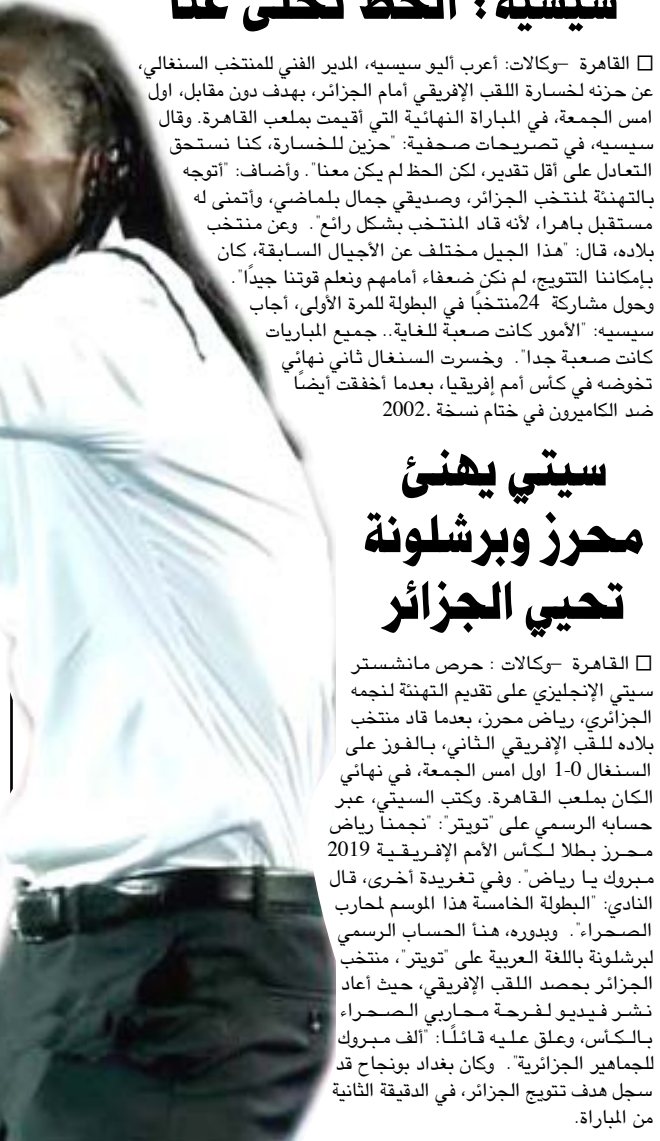 سيسيه : الحظ تخلى عنا
□ القاهرة –وكالات: أعرب أليو سيسيه، المدير الفني للمنتخب السنغالي،
عن حزنه لخسارة اللقب الإفريقي أمام الجزائر، بهدف دون مقابل، اول
امس الجمعة، في المباراة النهائية التي أقيمت بملعب القاهرة. وقال
سيسيه، في تصريحات صحفية: "حزين للخسارة، كنا نستحق
التعادل على أقل تقدير، لكن الحظ لم يكن معنا". وأضاف: "أتوجه
بالتهنئة لمنتخب الجزائر، وصديقي جمال بلماضي، وأتمنى له
مستقبل باهرا، لأنه قاد المنتخب بشكل رائع". وعن منتخب
بلاده، قال: "هذا الجيل مختلف عن الأجيال السابقة، كان
بإمكاننا التتويج، لم نكن ضعفاء أمامهم ونعلم قوتنا جيدًا".
وحول مشاركة 24منتخبًا في البطولة للمرة الأولى، أجاب
سيسيه: "الأمور كانت صعبة للغاية.. جميع المباريات
كانت صعبة جدا". وخسرت السنغال ثاني نهائي
تخوضه في كأس أمم إفريقيا، بعدما أخفقت أيضًا
ضد الكاميرون في ختام نسخة .2002
سيتي يهنئ
محرز وبرشلونة
تحيي الجزائر
□ القاهرة –وكالات : حرص مانشستر
سيتي الإنجليزي على تقديم التهنئة لنجمه
الجزائري، رياض محرز، بعدما قاد منتخب
بلاده للقب الإفريقي الثاني، بالفوز على
السنغال 0-1 اول امس الجمعة، في نهائي
الكان بملعب القاهرة. وكتب السيتي، عبر
حسابه الرسمي على "تويتر": "نجمنا رياض
محرز بطلا لكأس الأمم الإفريقية 2019
مبروك يا رياض". وفي تغريدة أخرى، قال
النادي: "البطولة الخامسة هذا الموسم لمحارب
الصحراء". وبدوره، هنأ الحساب الرسمي
لبرشلونة باللغة العربية على "تويتر"، منتخب
الجزائر بحصد اللقب الإفريقي، حيث أعاد
نشر فيديو لفرحة محاربي الصحراء
بالكأس، وعلق عليه قائلًا: "ألف مبروك
للجماهير الجزائرية". وكان بغداد بونجاح قد
سجل هدف تتويج الجزائر، في الدقيقة الثانية
من المباراة.